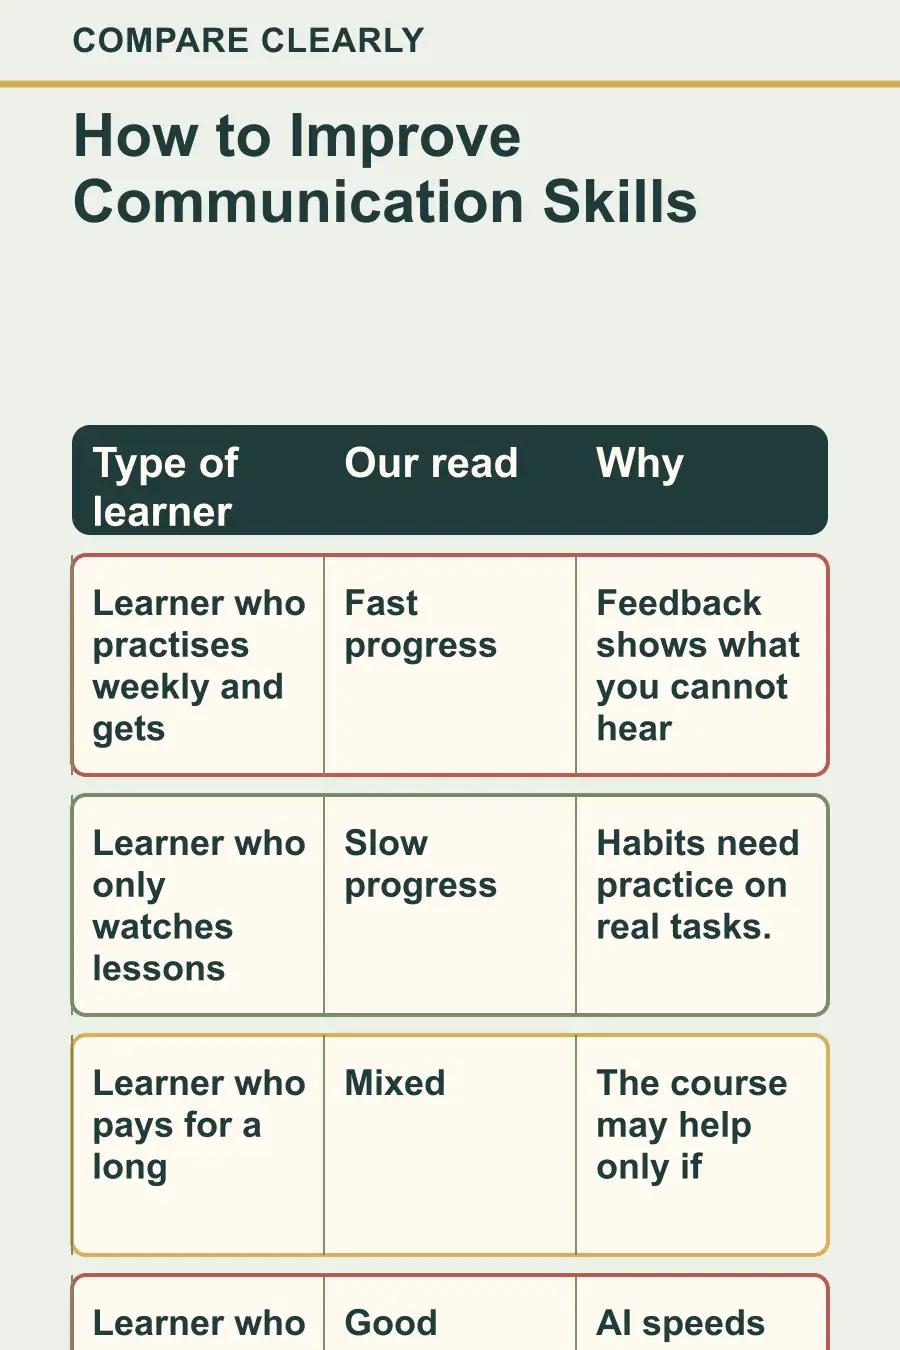 COMPARE CLEARLY
How to Improve
Communication Skills
Type of
learner
Our read
Why
Learner who
practises
weekly and
gets
Fast
progress
Feedback
shows what
you cannot
hear
Learner who
only
watches
lessons
Slow
progress
Habits need
practice on
real tasks.
Learner who
pays for a
long
Mixed
The course
may help
only if
Learner who
Good
AI speeds